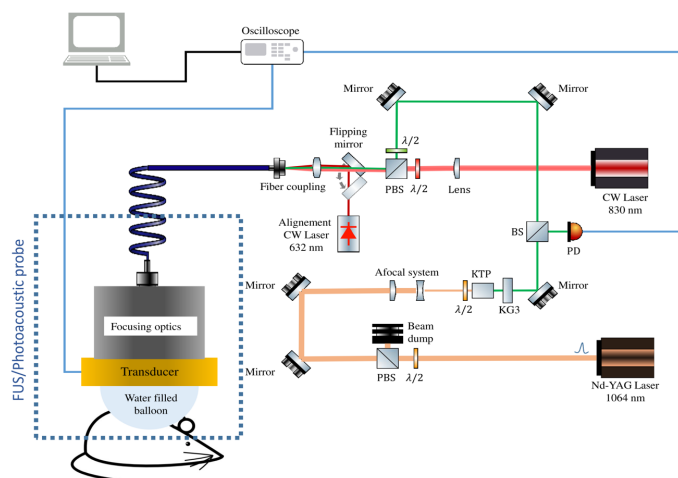 Oscilloscope
Mirror
Mirror
Flipping
mirror
λ/2
Fiber coupling
PBS
λ/2
Lens
CW Laser
830 nm
Alignement
CW Laser
632 nm
BS
PD
FUS/Photoacoustic probe
Mirror
Afocal system
KTP
λ/2
KG3
Mirror
Focusing optics
Beam
dump
Transducer
Mirror
PBS
λ/2
Nd-YAG Laser
1064 nm
Water filled
balloon